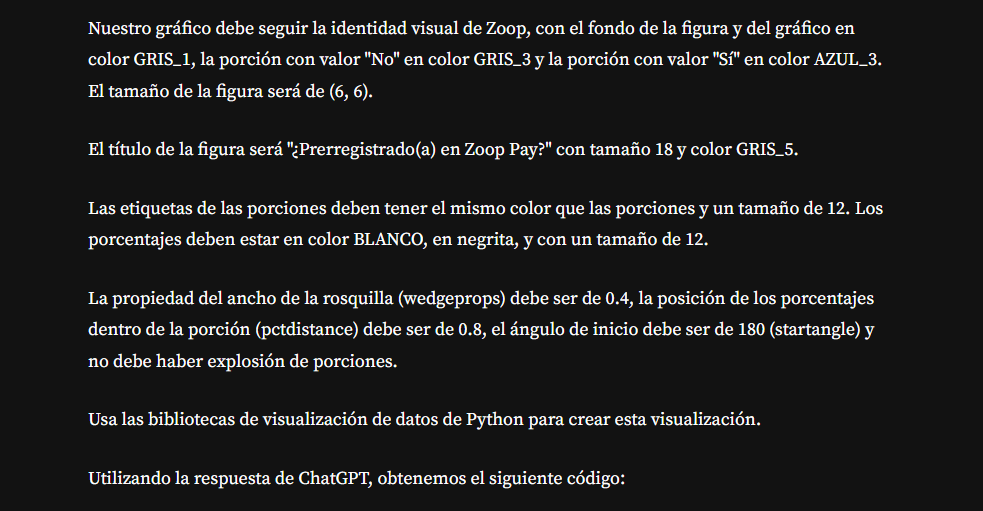 Nuestro gráfico debe seguir la identidad visual de Zoop, con el fondo de la figura y del gráfico en
color GRIS_1, la porción con valor "No" en color GRIS_3 y la porción con valor "Sí" en color AZUL_3.
El tamaño de la figura será de (6, 6).
El título de la figura será "¿Prerregistrado(a) en Zoop Pay?" con tamaño 18 y color GRIS_5.
Las etiquetas de las porciones deben tener el mismo color que las porciones y un tamaño de 12. Los
porcentajes deben estar en color BLANCO, en negrita, y con un tamaño de 12.
La propiedad del ancho de la rosquilla (wedgeprops) debe ser de 0.4, la posición de los porcentajes
dentro de la porción (pctdistance) debe ser de 0.8, el ángulo de inicio debe ser de 180 (startangle) y
no debe haber explosión de porciones.
Usa las bibliotecas de visualización de datos de Python para crear esta visualización.
Utilizando la respuesta de ChatGPT, obtenemos el siguiente código: